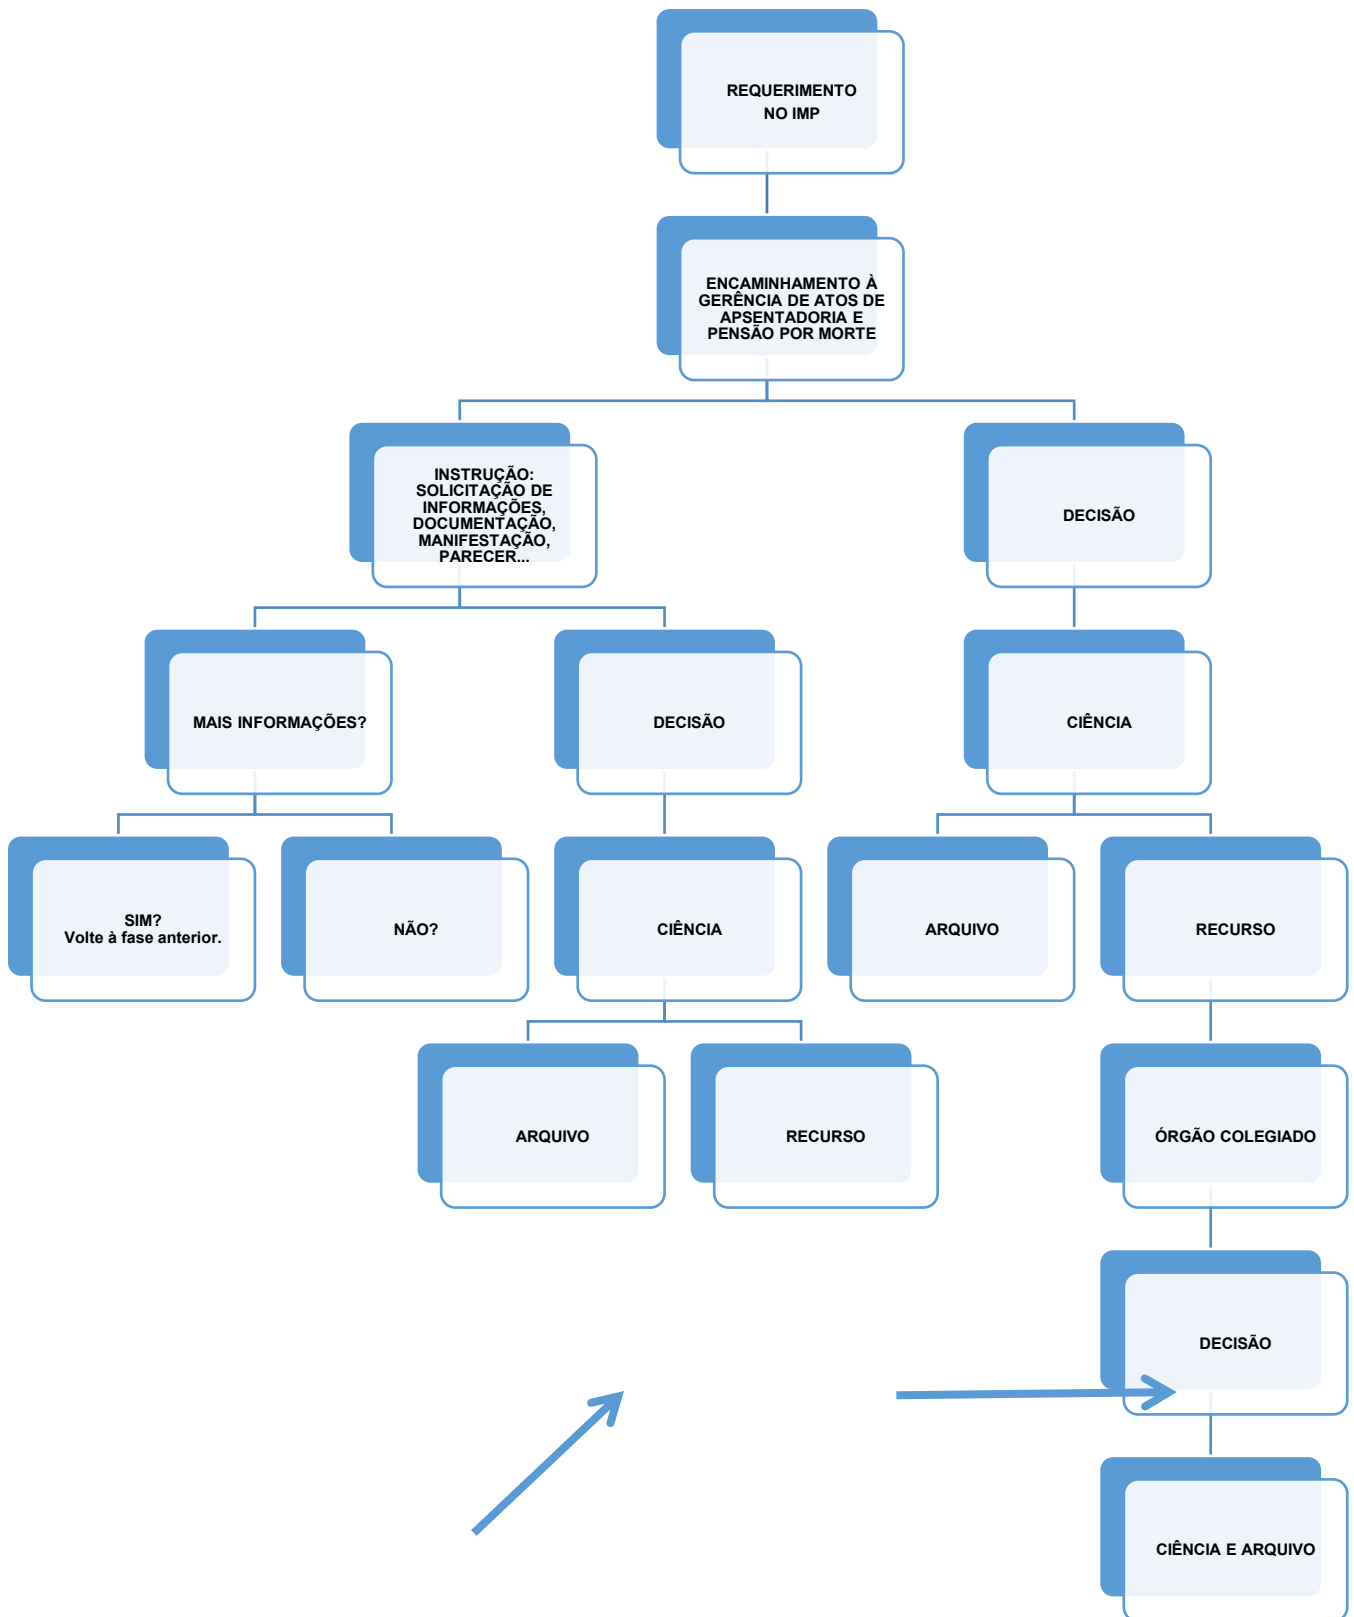 REQUERIMENTO
NO IMP
ENCAMINHAMENTO À
GERÊNCIA DE ATOS DE
APSENTADORIA E
PENSÃO POR MORTE
INSTRUÇÃO:
SOLICITAÇÃO DE
INFORMAÇÕES,
DOCUMENTAÇÃO,
MANIFESTAÇÃO,
PARECER...
DECISÃO
MAIS INFORMAÇÕES?
DECISÃO
CIÊNCIA
SIM?
Volte à fase anterior.
NÃO?
CIÊNCIA
ARQUIVO
RECURSO
ARQUIVO
RECURSO
ÓRGÃO COLEGIADO
DECISÃO
CIÊNCIA E ARQUIVO